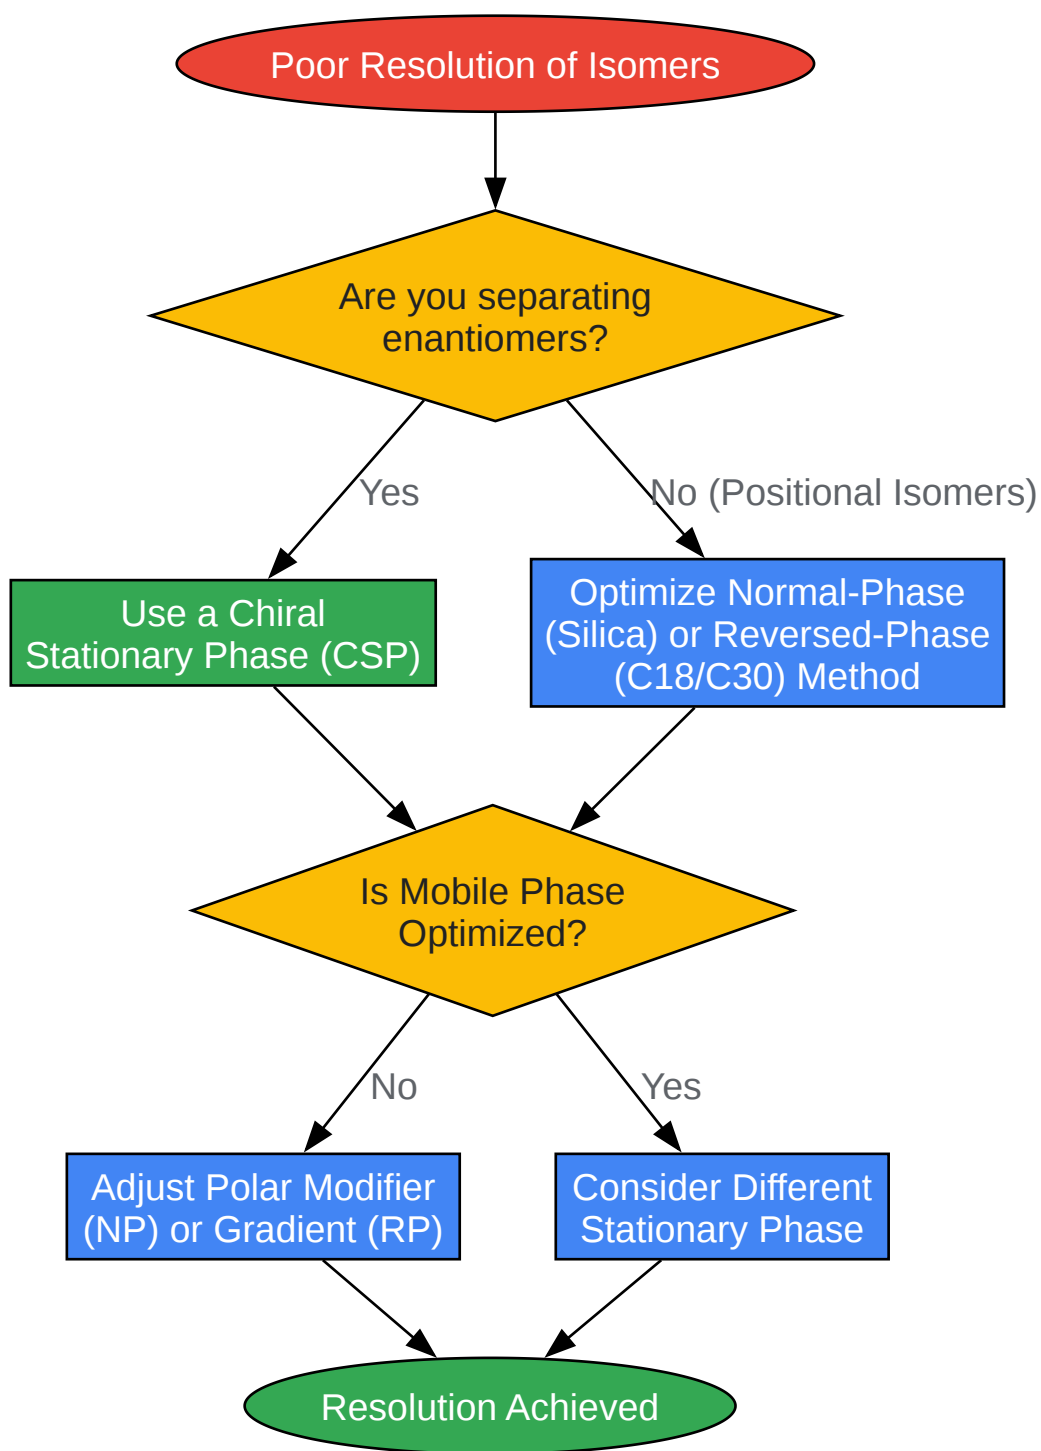 Poor Resolution of Isomers
Are you separating
enantiomers?
Yes
No (Positional Isomers)
Use a Chiral
Stationary Phase (CSP)
Optimize Normal-Phase
(Silica) or Reversed-Phase
(C18/C30) Method
Is Mobile Phase
Optimized?
No
Yes
Adjust Polar Modifier
(NP) or Gradient (RP)
Consider Different
Stationary Phase
Resolution Achieved